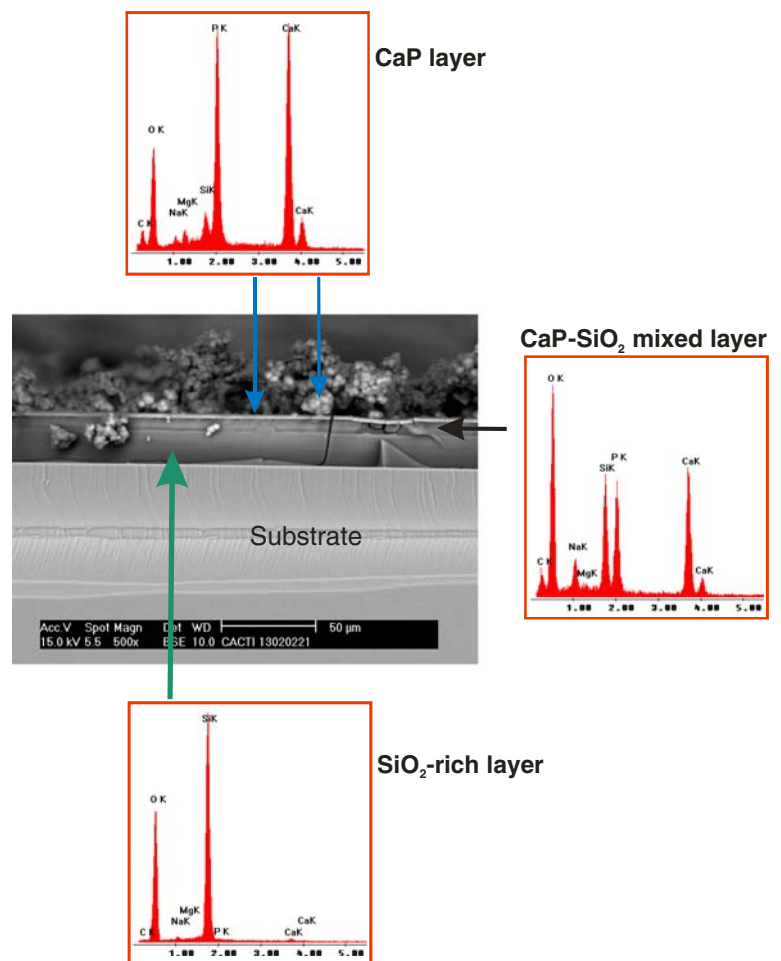 P K
CaK
CaP layer
O K
SiK
MgK
NaK
CaK
C K
1.00 2.00 3.00 4.00 5.00
CaP-SiO₂ mixed layer
O K
P K
SiK
CaK
NaK
C K
MgK
CaK
1.00 2.00 3.00 4.00 5.00
Substrate
Acc.V Spot Magn Det WD 50 µm
15.0 kV 5.5 500x BSE 10.0 CACTI 13020221
SiK
SiO₂-rich layer
O K
MgK
NaK
CaK
C K
P K
CaK
1.00 2.00 3.00 4.00 5.00